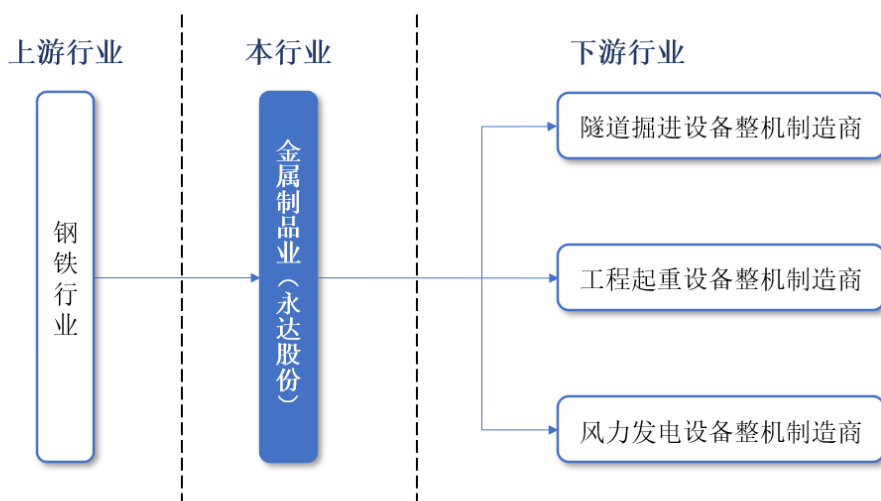 上游行业
本行业
下游行业
钢铁行业
金属制品业（永达股份）
隧道掘进设备整机制造商
工程起重设备整机制造商
风力发电设备整机制造商